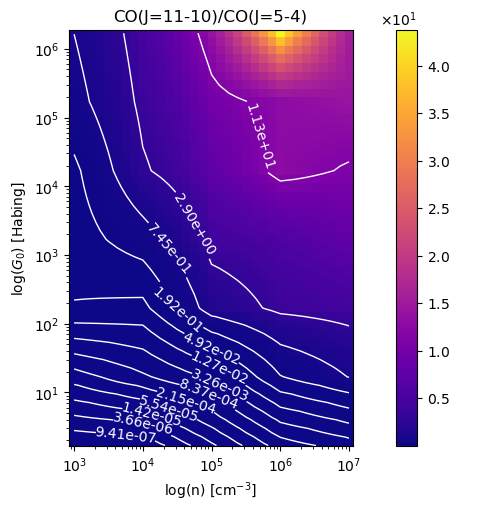 CO(J=11-10)/CO(J=5-4)
×10¹
10⁶
10⁵
10⁴
10³
10²
10¹
log(G₀) [Habing]
1.13e+01
2.90e+00
7.45e-01
1.92e-01
4.92e-02
1.27e-02
3.26e-03
8.37e-04
2.15e-04
5.54e-05
1.42e-05
3.66e-06
9.41e-07
10³ 10⁴ 10⁵ 10⁶ 10⁷
log(n) [cm⁻³]
4.0
3.5
3.0
2.5
2.0
1.5
1.0
0.5